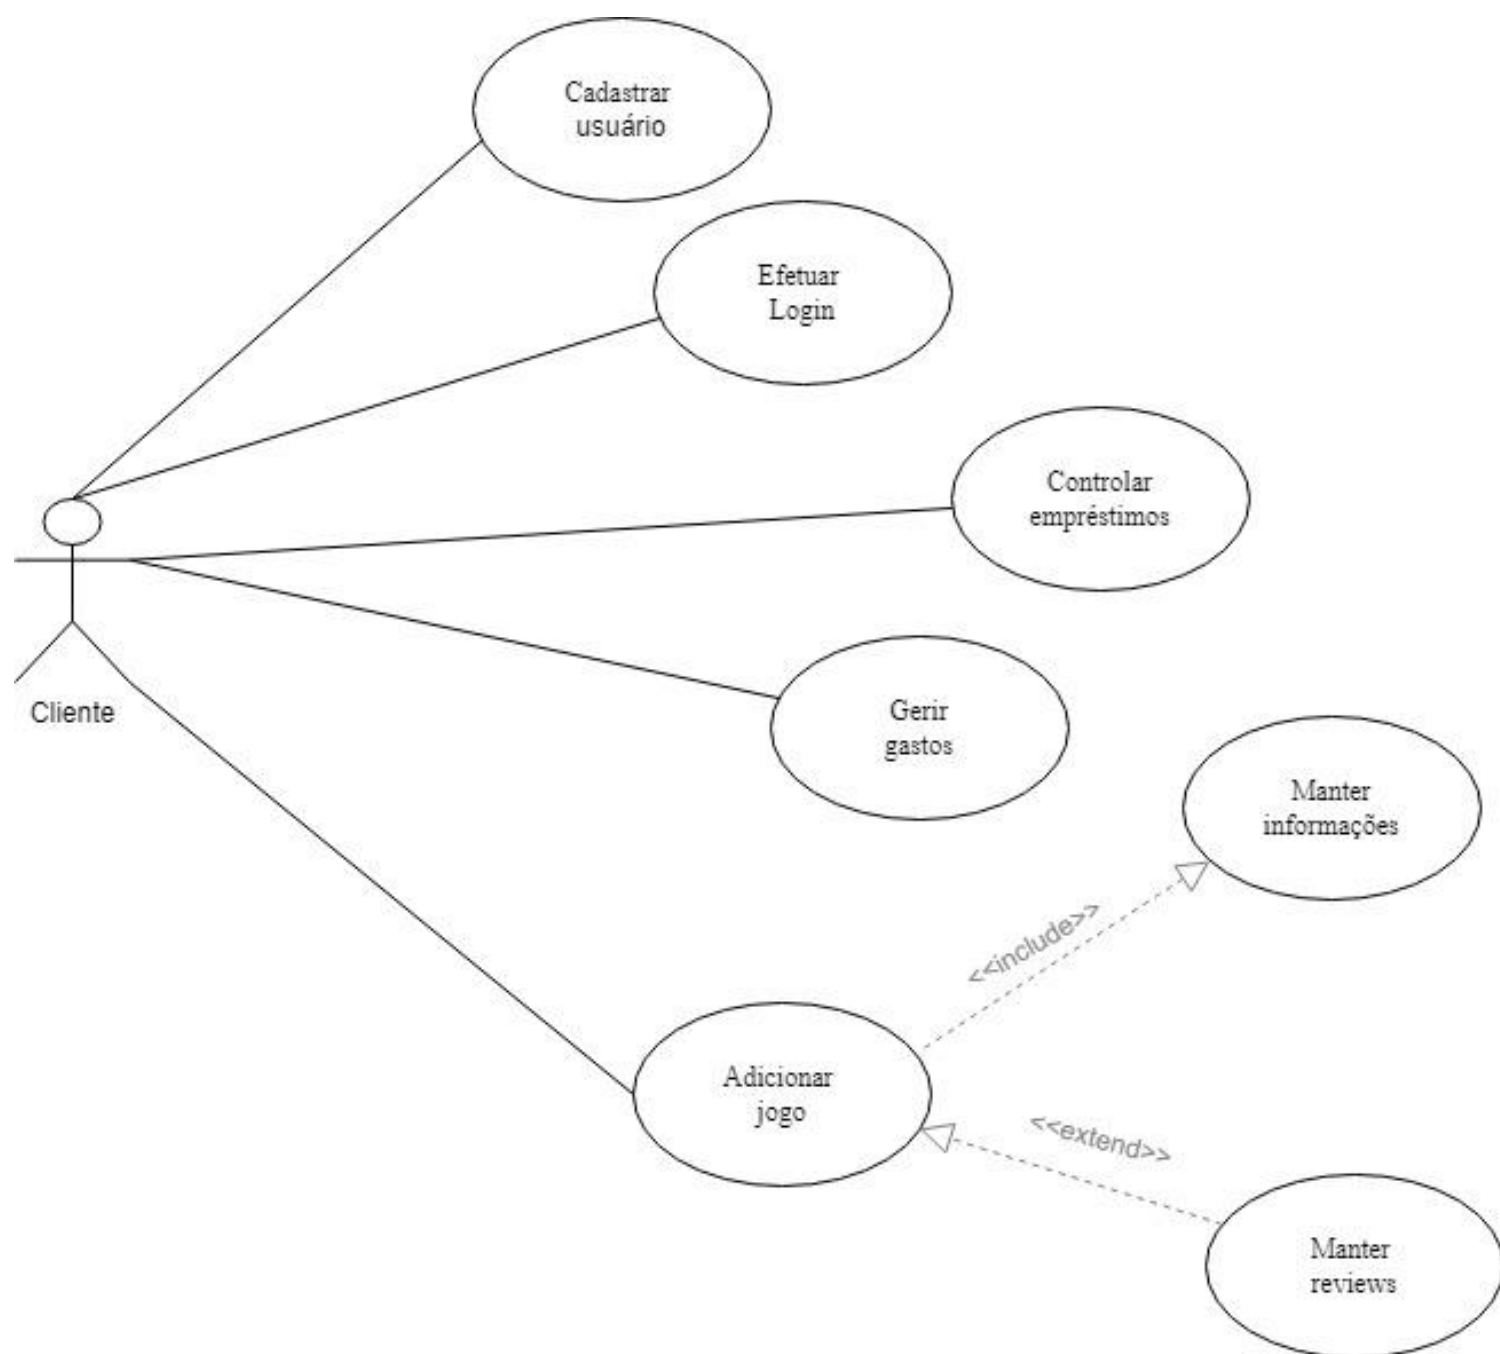 Cadastrar
usuário
Efetuar
Login
Controlar
empréstimos
Cliente
Gerir
gastos
Manter
informações
<<include>>
Adicionar
jogo
<<extend>>
Manter
reviews